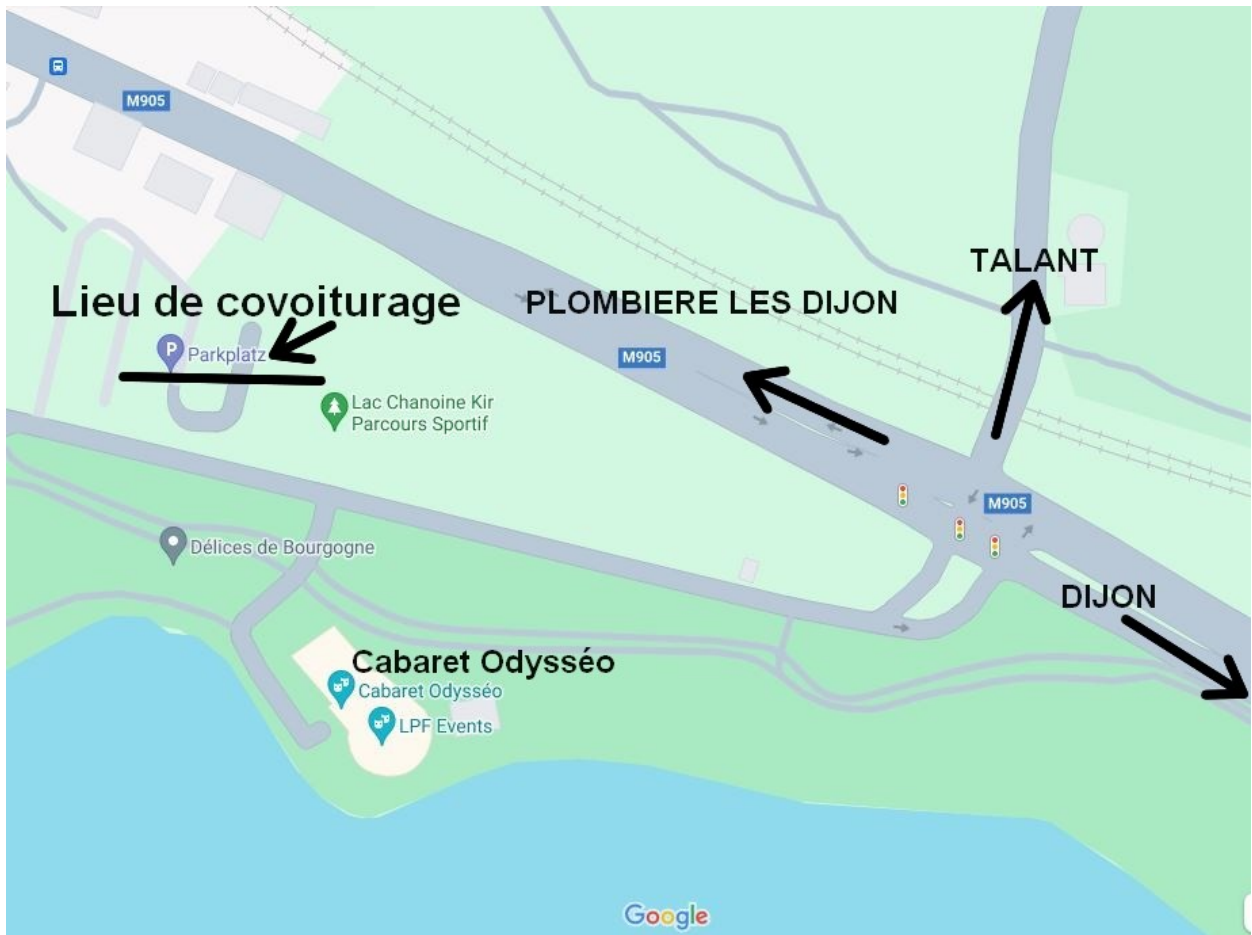 M905
TALANT
Lieu de covoiturage
PLOMBIERE LES DIJON
P
Parkplatz
M905
Lac Chanoine Kir
Parcours Sportif
M905
Délices de Bourgogne
DIJON
Cabaret Odysséo
Cabaret Odysséo
LPF Events
Google